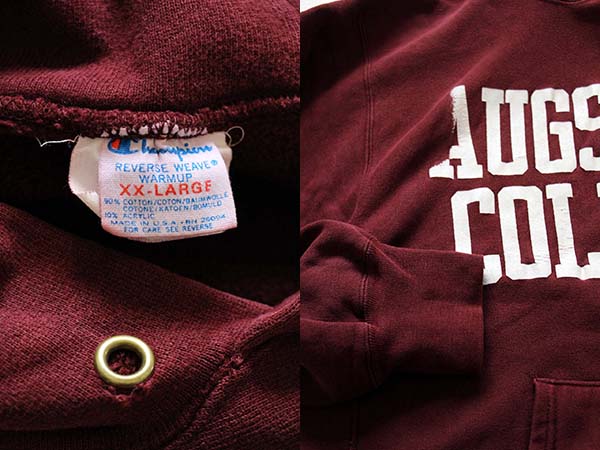 Champion
REVERSE WEAVE®
WARMUP
XX-LARGE
90% COTTON/COTON/BAUMWOLLE
COTONE/KATOEN/BOMULD
10% ACRYLIC
MADE IN U.S.A.•RN 26094
FOR CARE SEE REVERSE
AUGS
COL